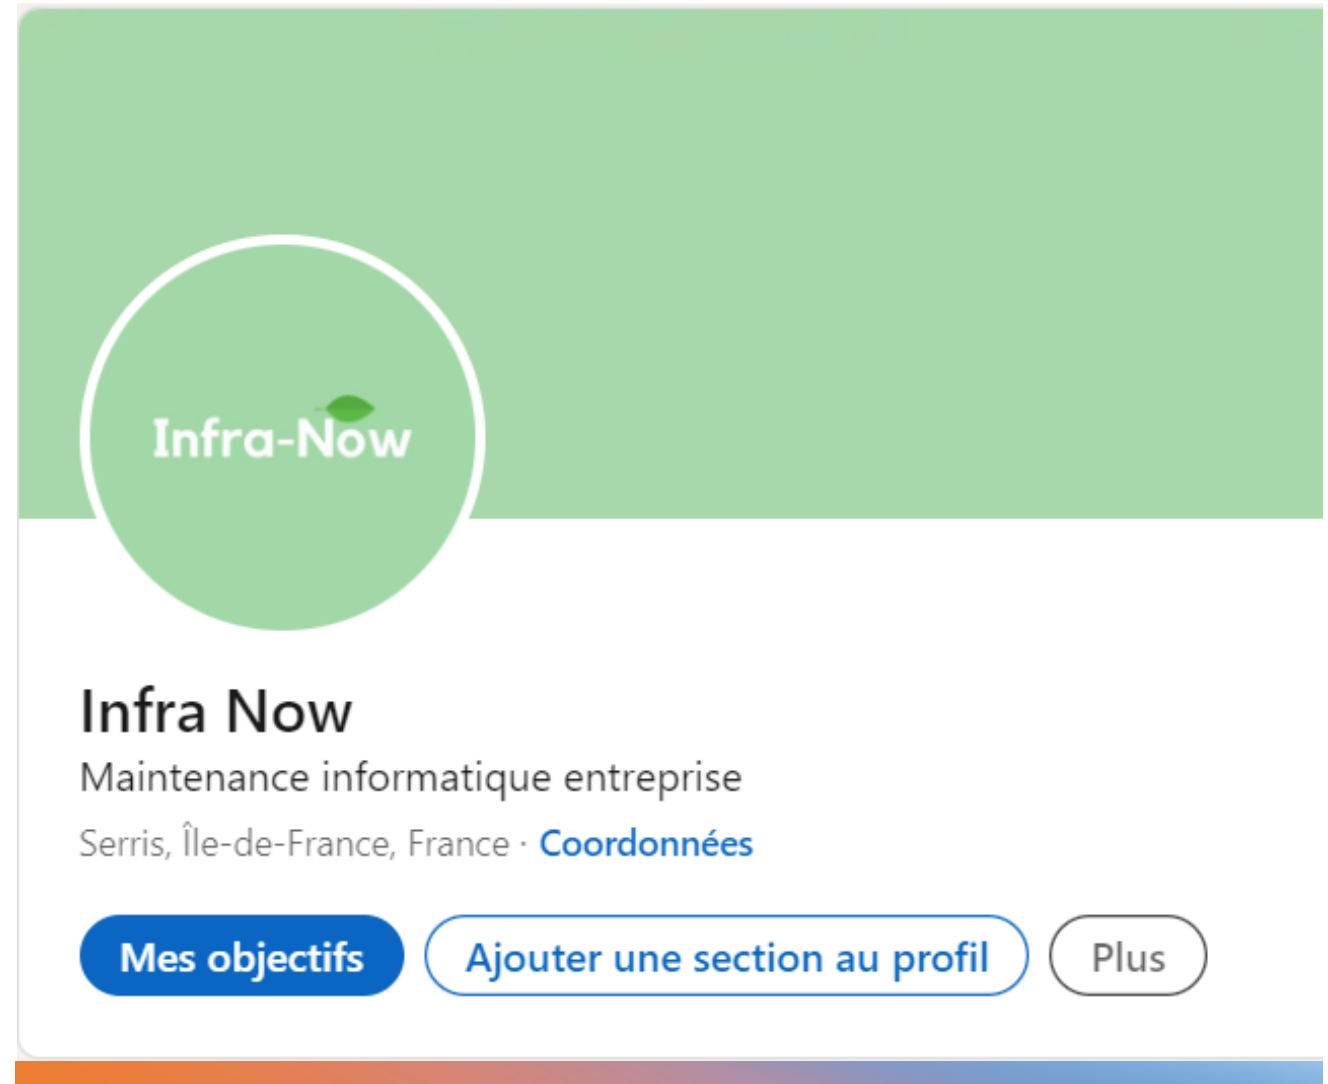 Infra-Now
Infra Now
Maintenance informatique entreprise
Serris, Île-de-France, France · Coordonnées
Mes objectifs Ajouter une section au profil Plus